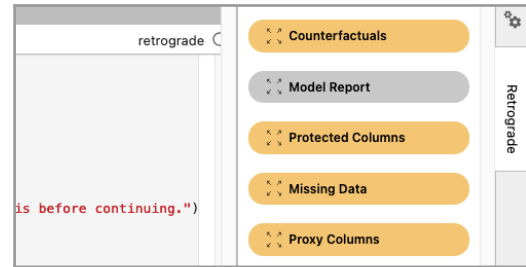 retrograde
is before continuing.")
Counterfactuals
Model Report
Protected Columns
Missing Data
Proxy Columns
Retrograde